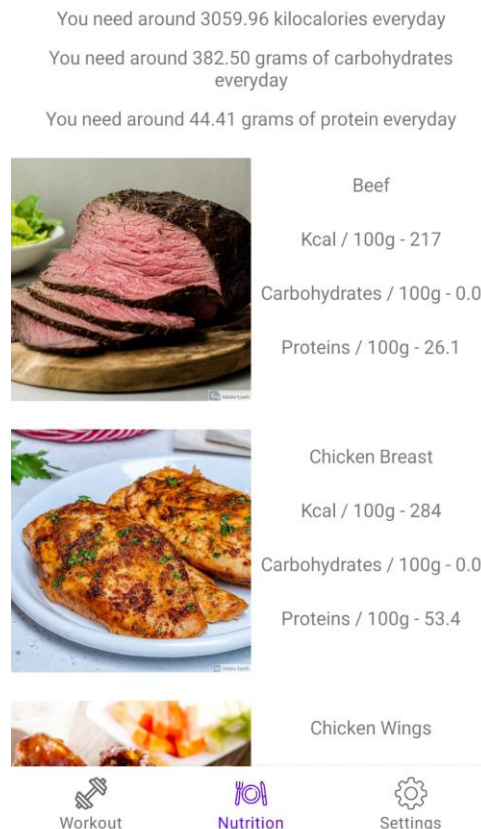 You need around 3059.96 kilocalories everyday
You need around 382.50 grams of carbohydrates
everyday
You need around 44.41 grams of protein everyday
Beef
Kcal / 100g - 217
Carbohydrates / 100g - 0.0
Proteins / 100g - 26.1
Chicken Breast
Kcal / 100g - 284
Carbohydrates / 100g - 0.0
Proteins / 100g - 53.4
Chicken Wings
Workout
Nutrition
Settings